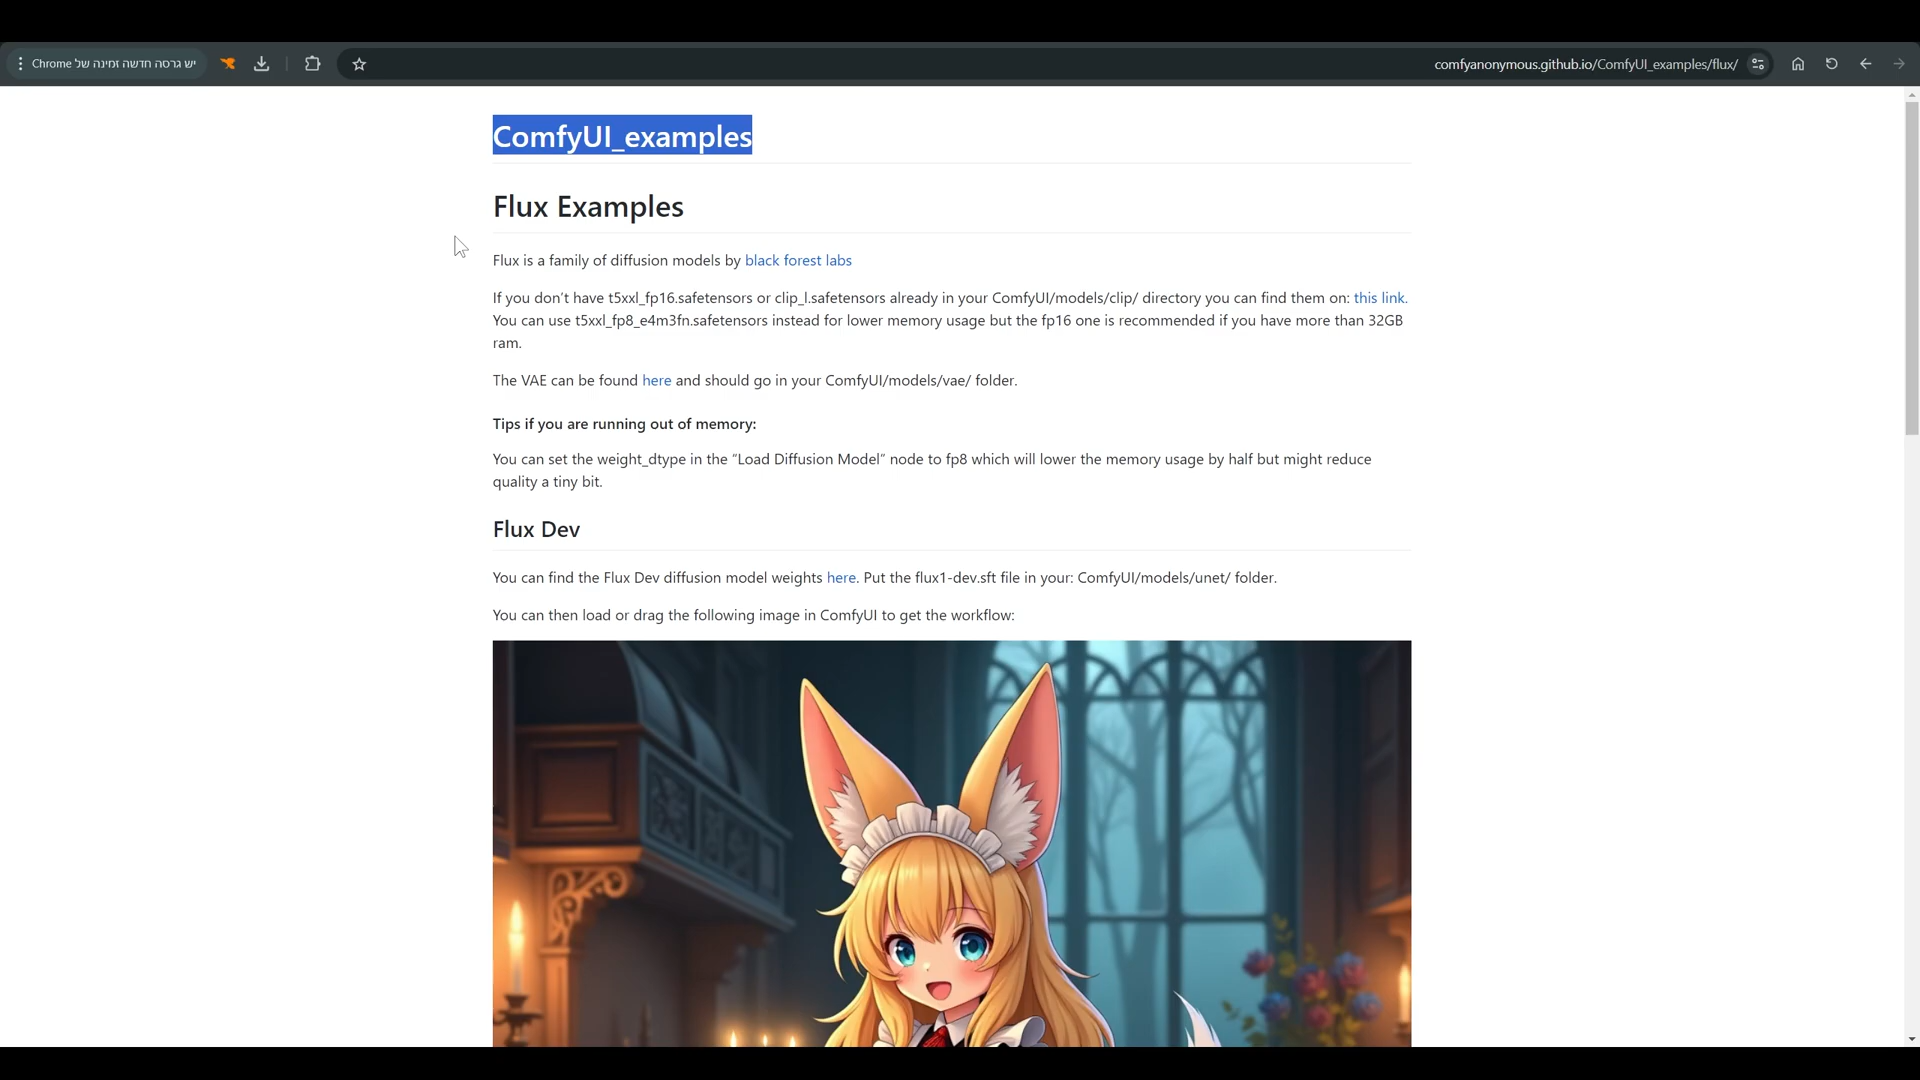 יש גרסה חדשה זמינה של Chrome
comfyanonymous.github.io/ComfyUI_examples/flux/
ComfyUI_examples
Flux Examples
Flux is a family of diffusion models by black forest labs
If you don’t have t5xxl_fp16.safetensors or clip_l.safetensors already in your ComfyUI/models/clip/ directory you can find them on: this link.
You can use t5xxl_fp8_e4m3fn.safetensors instead for lower memory usage but the fp16 one is recommended if you have more than 32GB
ram.
The VAE can be found here and should go in your ComfyUI/models/vae/ folder.
Tips if you are running out of memory:
You can set the weight_dtype in the “Load Diffusion Model” node to fp8 which will lower the memory usage by half but might reduce
quality a tiny bit.
Flux Dev
You can find the Flux Dev diffusion model weights here. Put the flux1-dev.sft file in your: ComfyUI/models/unet/ folder.
You can then load or drag the following image in ComfyUI to get the workflow: